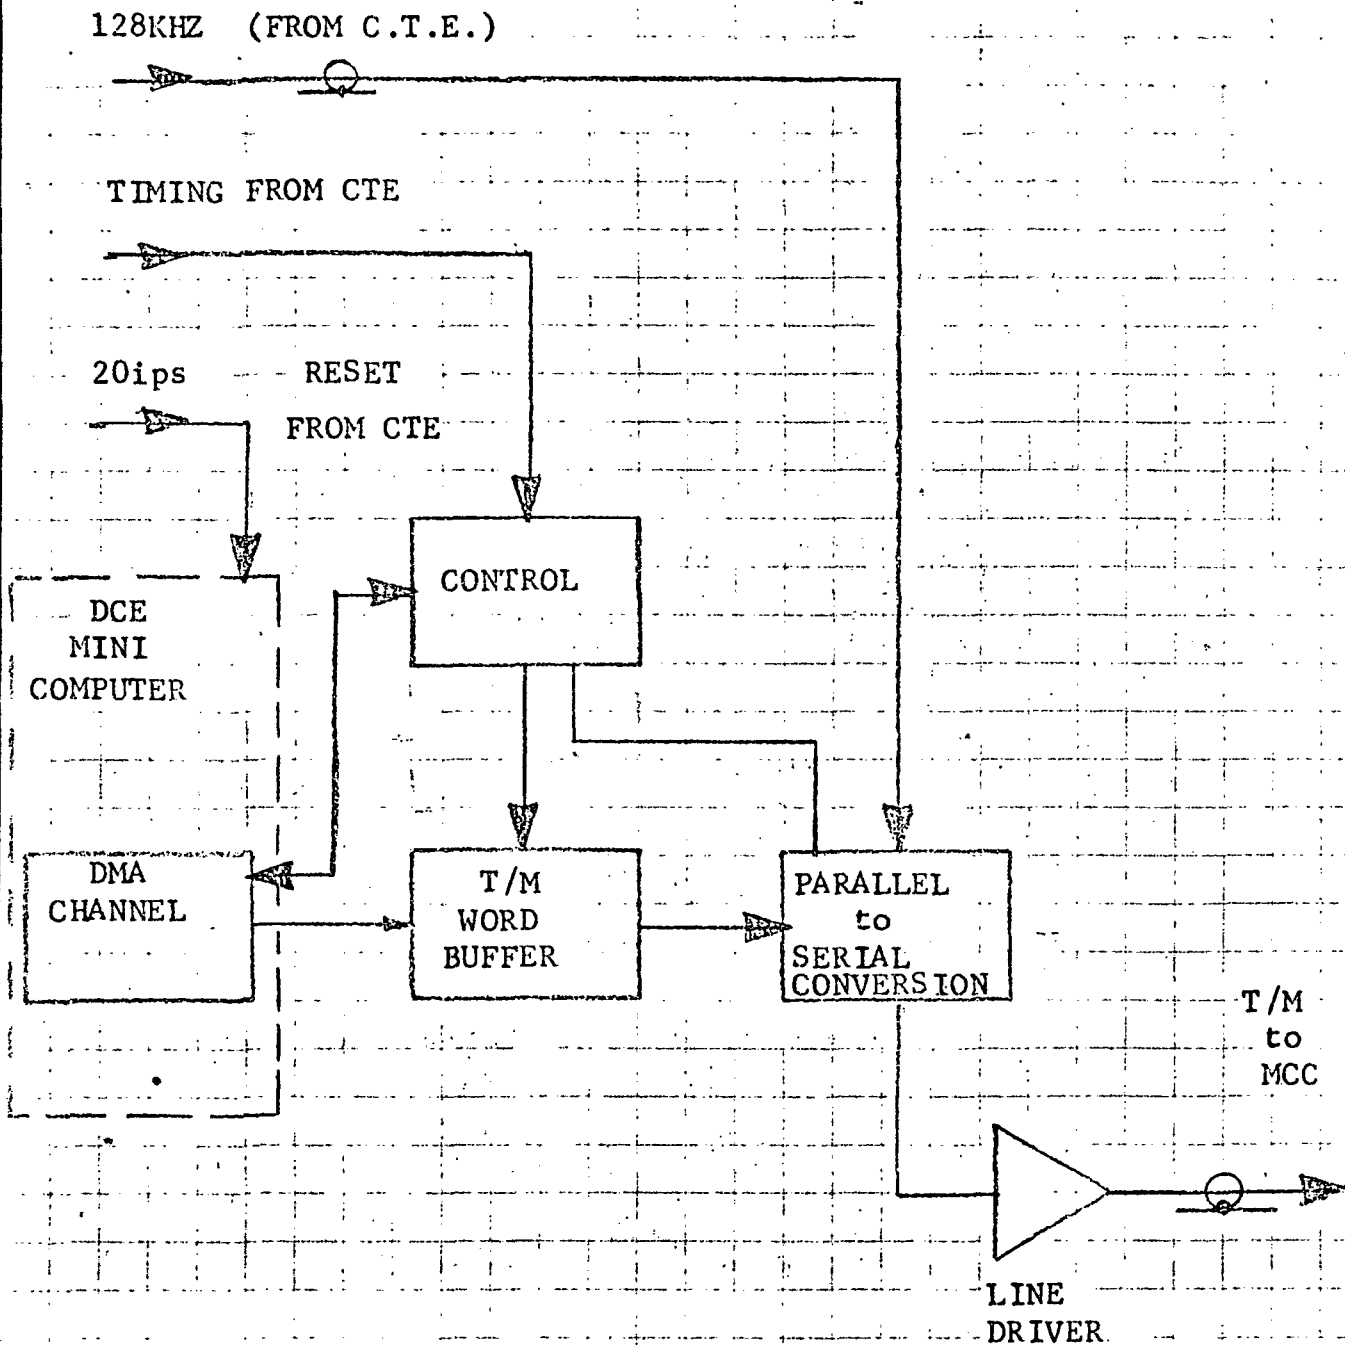 128KHZ (FROM C.T.E.)
TIMING FROM CTE
20ips RESET
FROM CTE
CONTROL
DCE
MINI
COMPUTER
DMA
CHANNEL
T/M
WORD
BUFFER
PARALLEL
to
SERIAL
CONVERSION
T/M
to
MCC
LINE
DRIVER